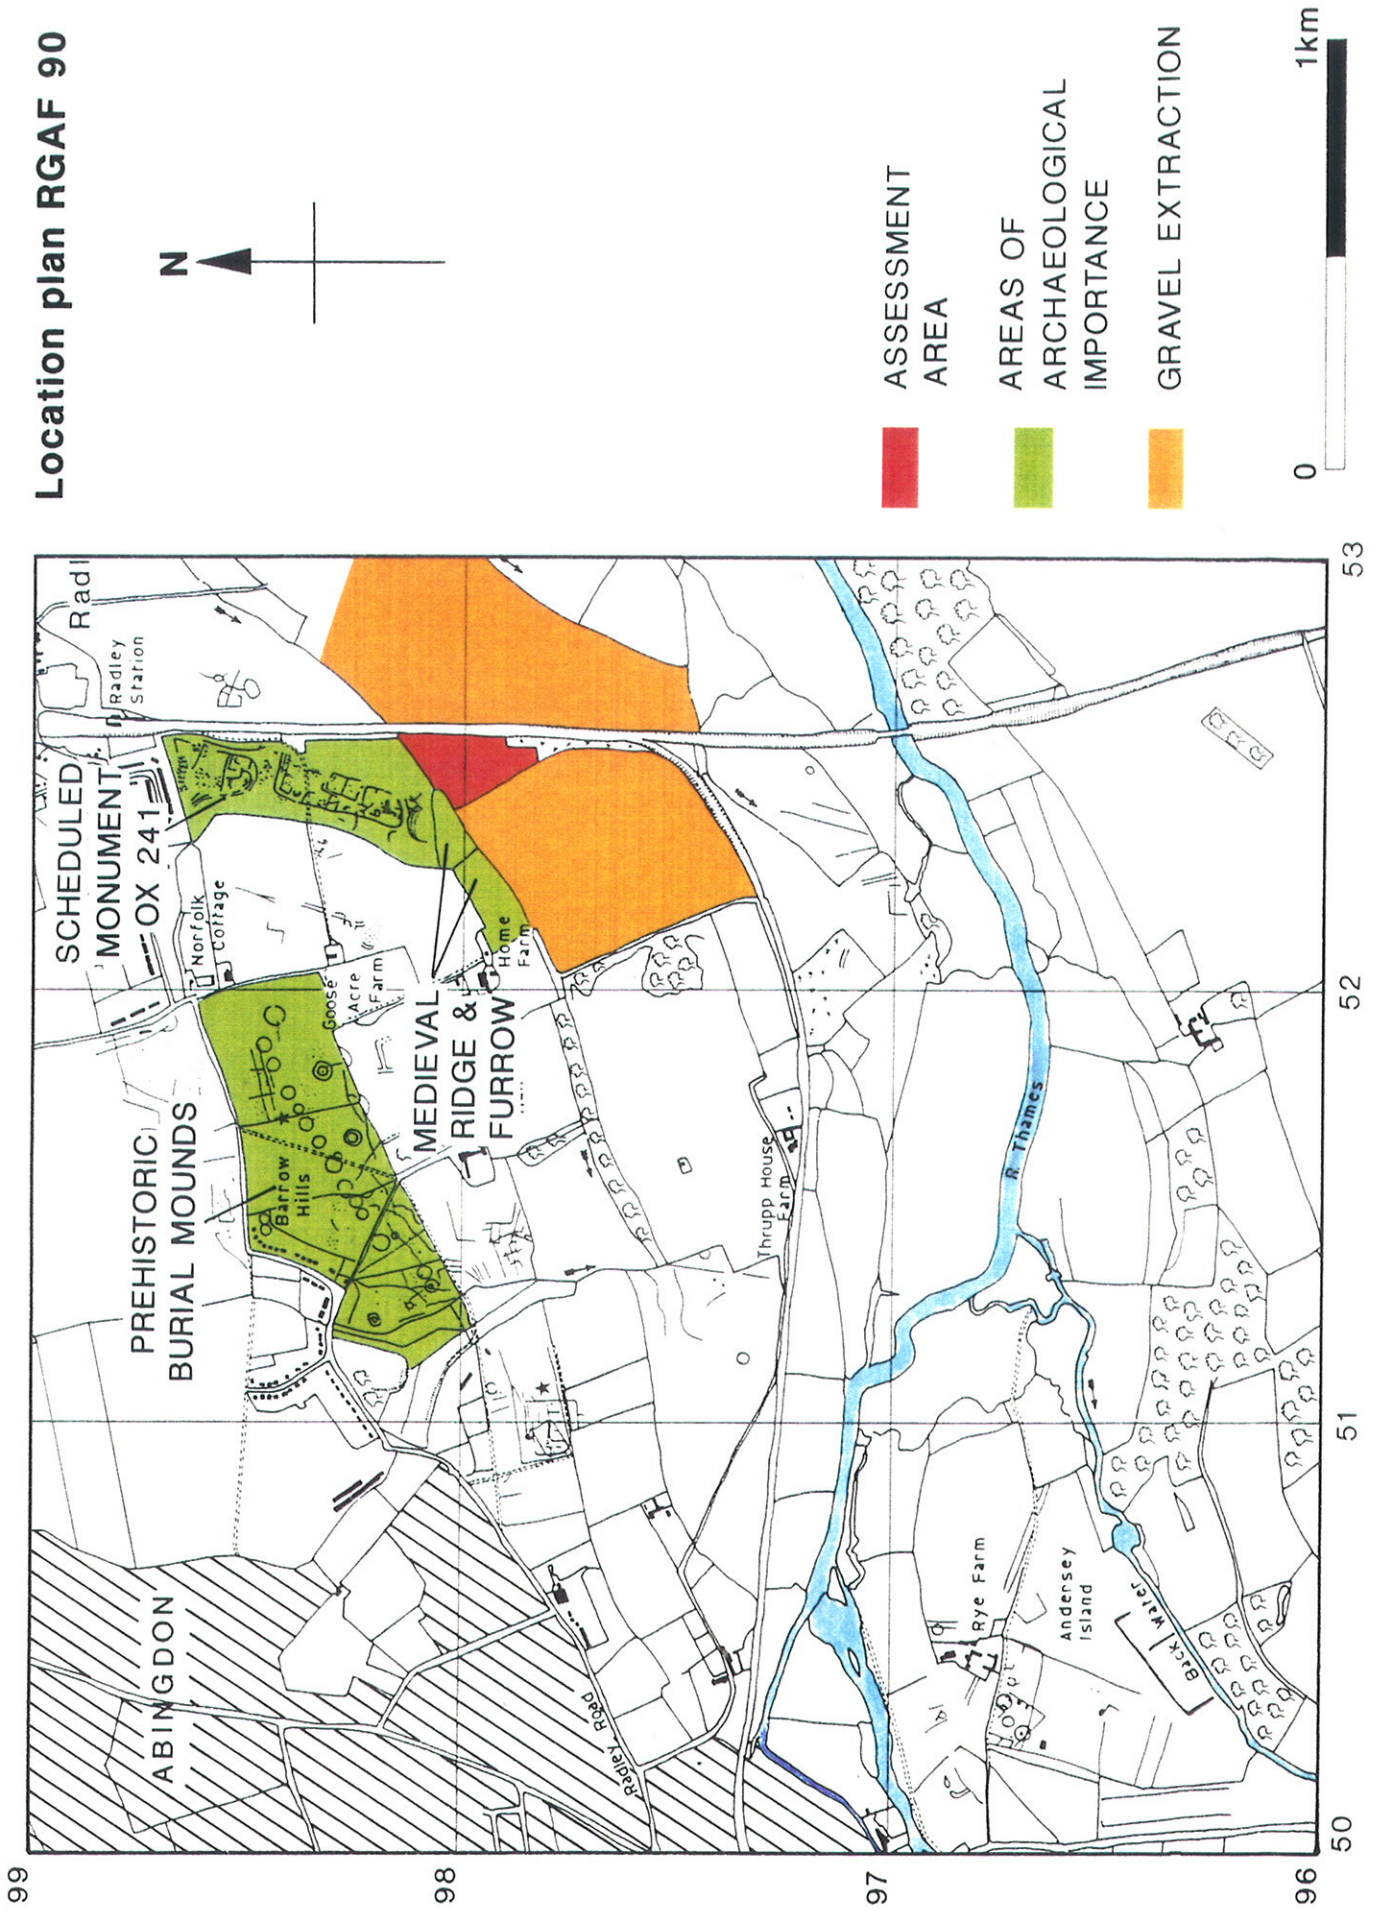 Location plan RGAF 90
N
ASSESSMENT
AREA
AREAS OF
ARCHAEOLOGICAL
IMPORTANCE
GRAVEL EXTRACTION
0
1km
99
98
97
96
50
51
52
53
ABINGDON
PREHISTORIC
BURIAL MOUNDS
SCHEDULED
MONUMENT
OX 241
Radl
Radley
Station
Norfolk
Cottage
Barrow
Hills
Goose
Acre
Farm
MEDIEVAL
RIDGE &
FURROW
Home
Farm
Thrupp House
Farm
Radley Road
R Thames
Rye Farm
Andersey
Island
Back Water